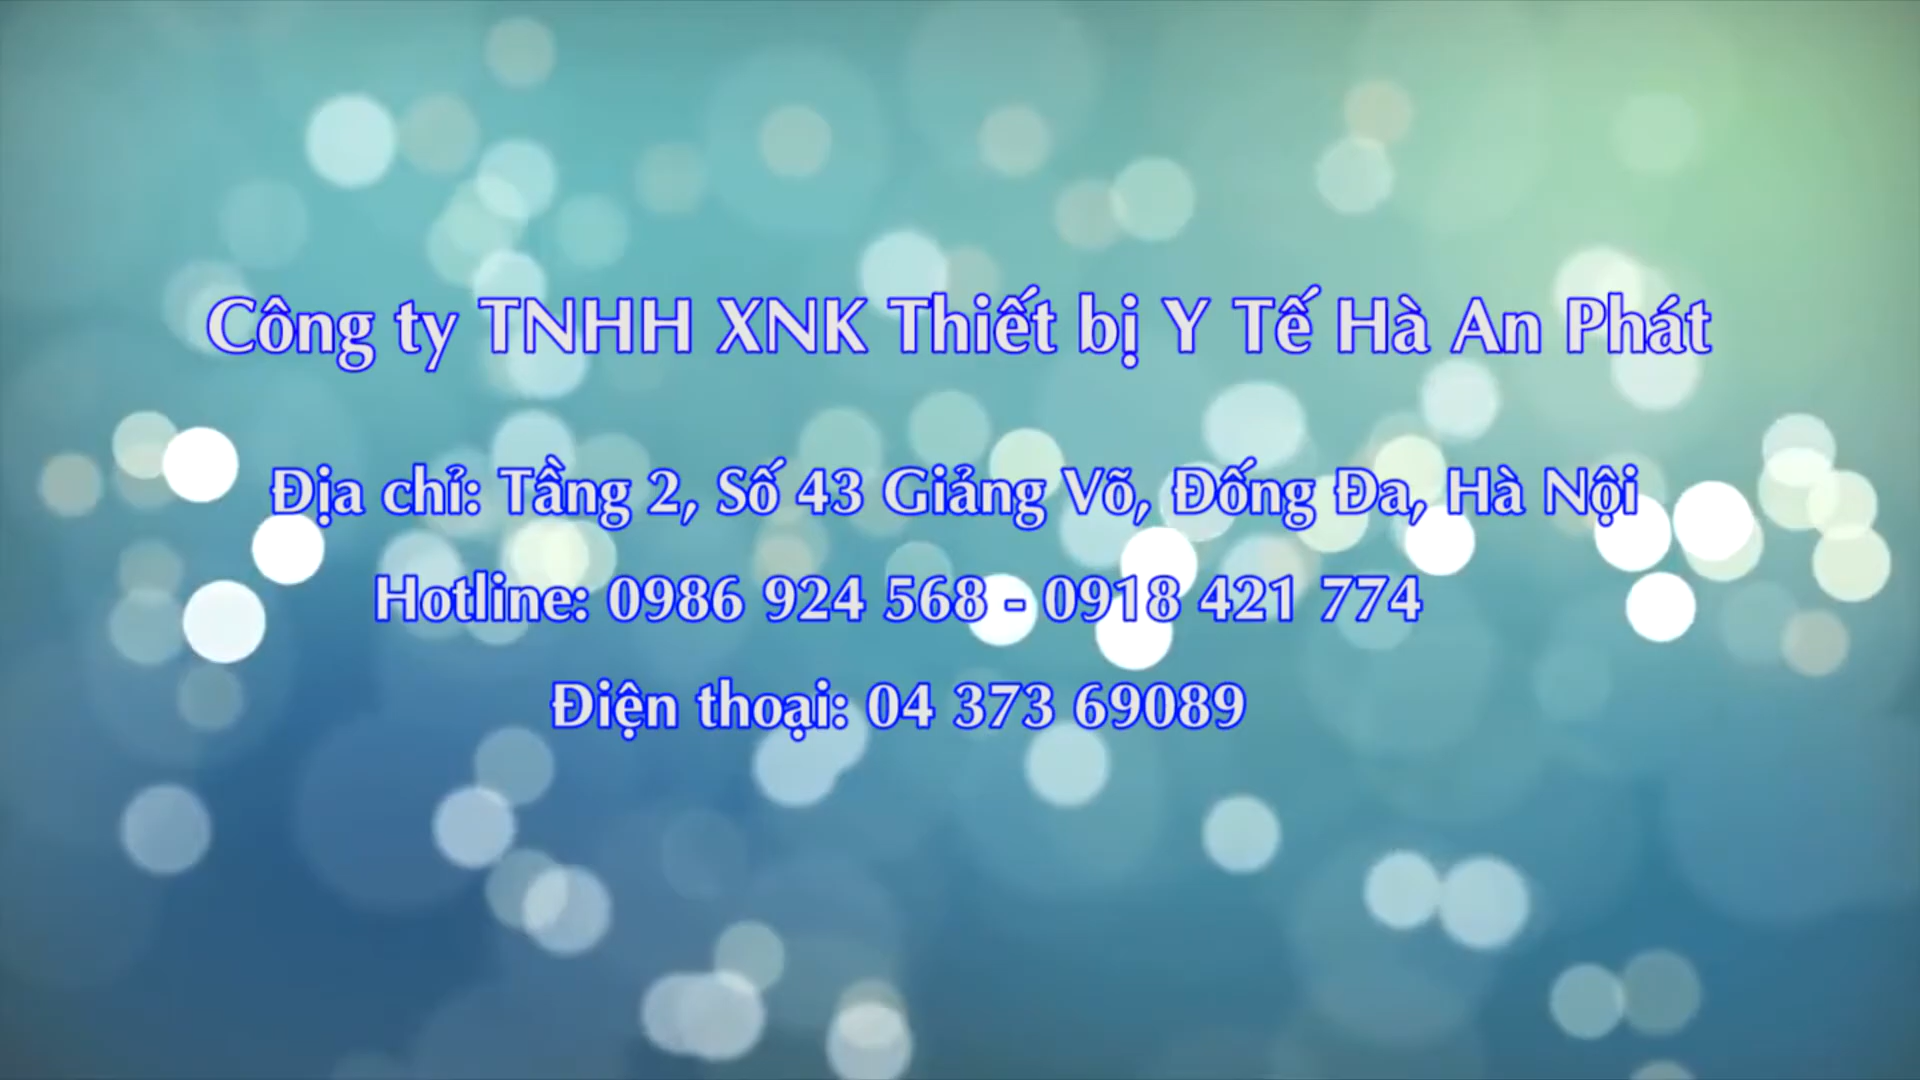 Công ty TNHH XNK Thiết bị Y Tế Hà An Phát
Địa chỉ: Tầng 2, Số 43 Giảng Võ, Đống Đa, Hà Nội
Hotline: 0986 924 568 - 0918 421 774
Điện thoại: 04 373 69089